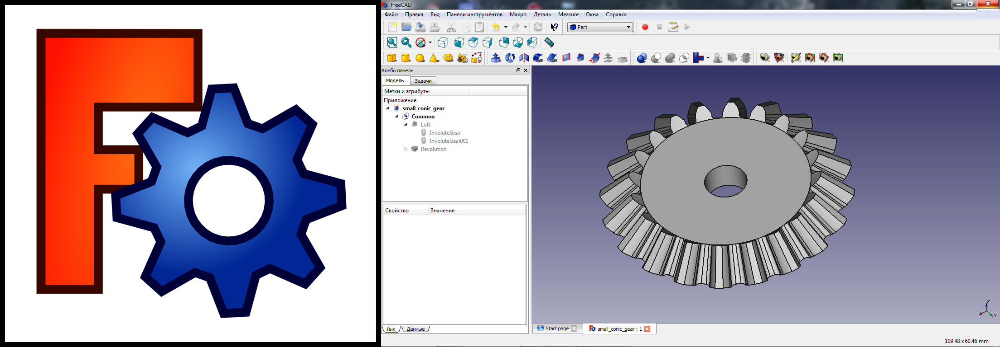 F
FreeCAD
Файл Правка Вид Панели инструментов Макро Деталь Measure Окна Справка
Part
Комбо панель
Модель Задачи
Метки и атрибуты
Приложение
small_conic_gear
Common
Loft
InvoluteGear
InvoluteGear001
Revolution
Свойство Значение
Вид Данные
Z
X Y
Start page small_conic_gear : 1
109.48 x 60.46 mm